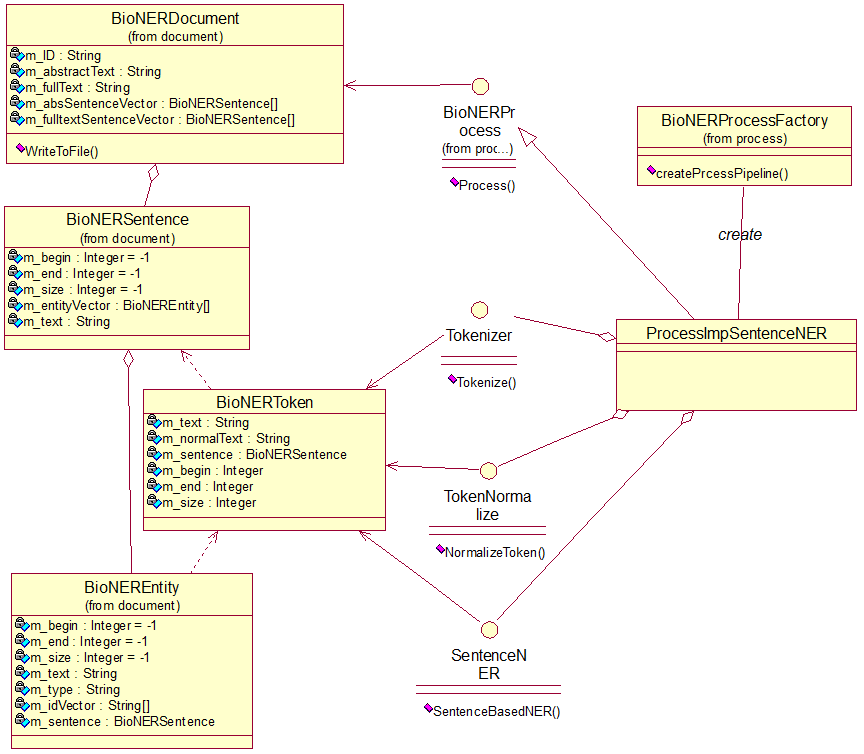 BioNERDocument
(from document)
m_ID : String
m_abstractText : String
m_fullText : String
m_absSentenceVector : BioNERSentence[]
m_fulltextSentenceVector : BioNERSentence[]
WriteToFile()
BioNERPr
ocess
(from proc...)
Process()
BioNERProcessFactory
(from process)
createPrcessPipeline()
create
BioNERSentence
(from document)
m_begin : Integer = -1
m_end : Integer = -1
m_size : Integer = -1
m_entityVector : BioNEREntity[]
m_text : String
Tokenizer
Tokenize()
ProcessImpSentenceNER
BioNERToken
m_text : String
m_normalText : String
m_sentence : BioNERSentence
m_begin : Integer
m_end : Integer
m_size : Integer
TokenNorma
lize
NormalizeToken()
BioNEREntity
(from document)
m_begin : Integer = -1
m_end : Integer = -1
m_size : Integer = -1
m_text : String
m_type : String
m_idVector : String[]
m_sentence : BioNERSentence
SentenceN
ER
SentenceBasedNER()